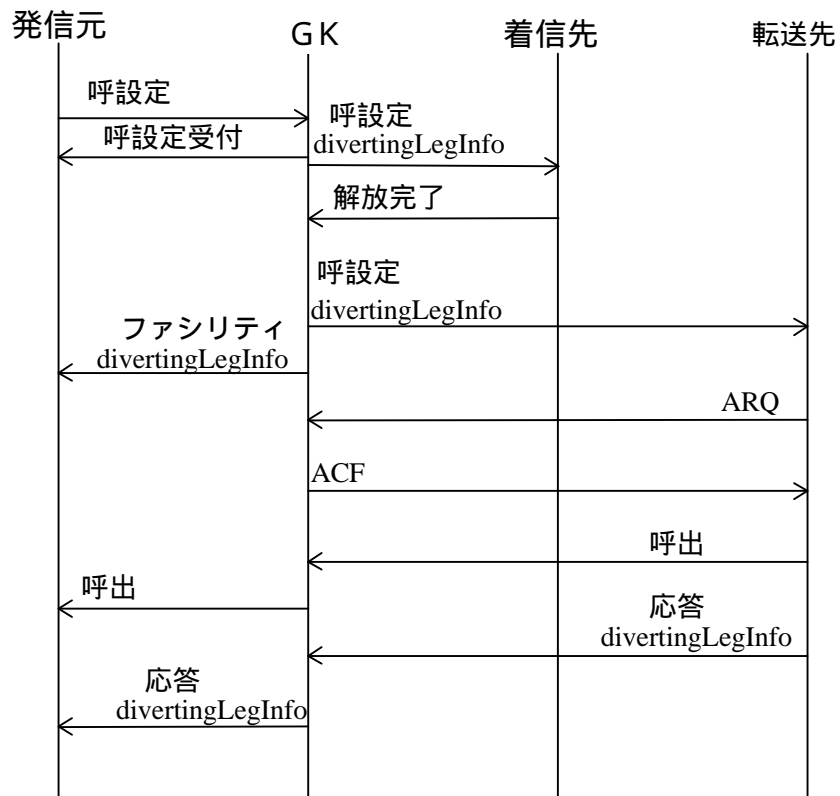 発信元
GK
着信先
転送先
呼設定
呼設定受付
呼設定
divertingLegInfo
解放完了
呼設定
divertingLegInfo
ファシリティ
divertingLegInfo
ARQ
ACF
呼出
呼出
応答
divertingLegInfo
応答
divertingLegInfo